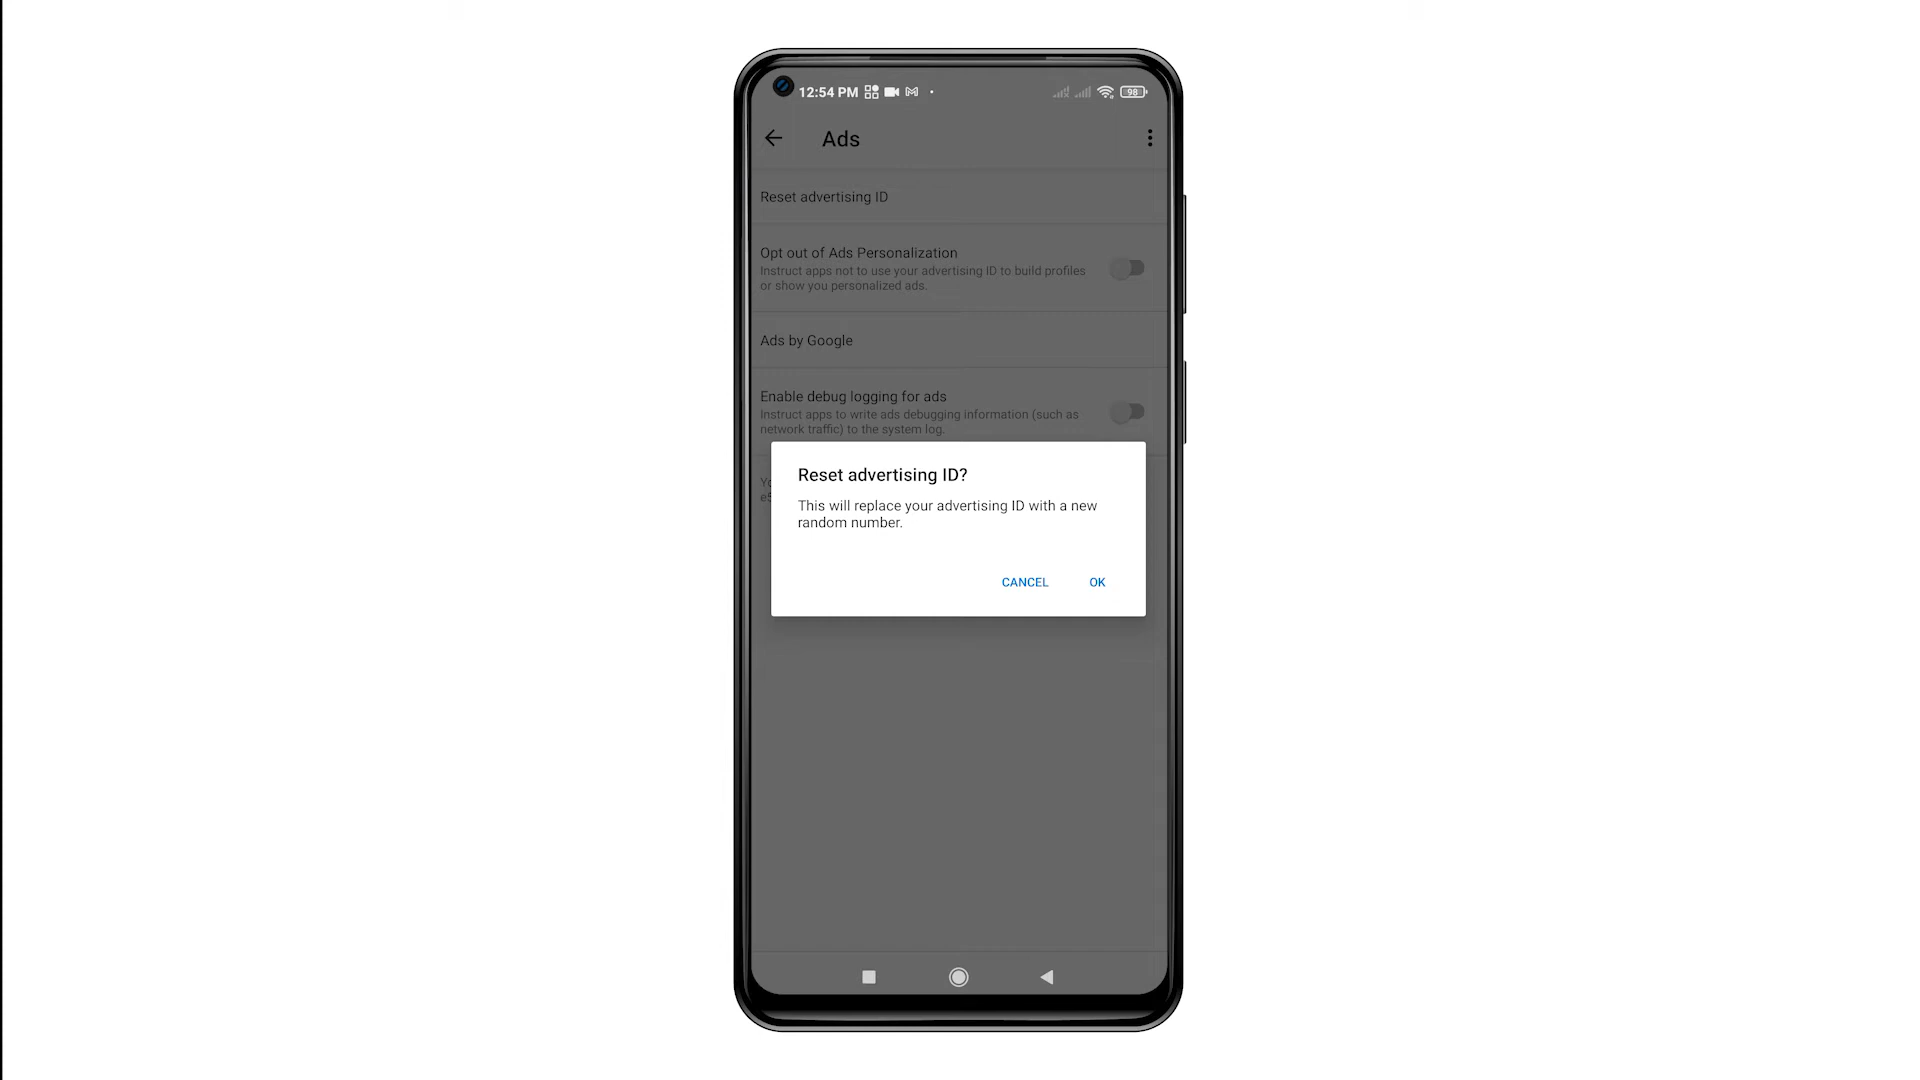 12:54 PM
98
Ads
Reset advertising ID
Opt out of Ads Personalization
Instruct apps not to use your advertising ID to build profiles
or show you personalized ads.
Ads by Google
Enable debug logging for ads
Instruct apps to write ads debugging information (such as
network traffic) to the system log.
Reset advertising ID?
This will replace your advertising ID with a new
random number.
CANCEL OK